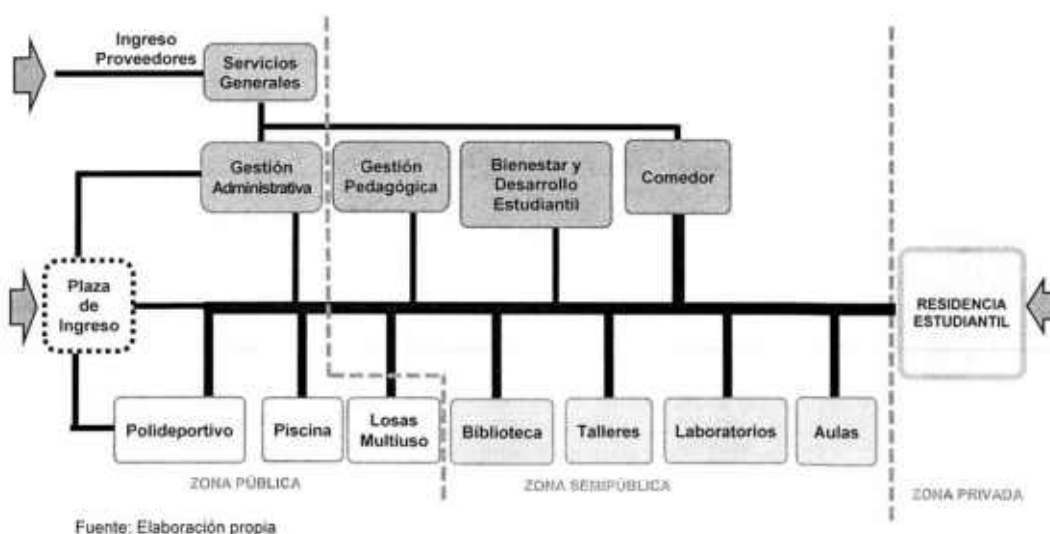 Ingreso
Proveedores
Servicios
Generales
Gestión
Administrativa
Gestión
Pedagógica
Bienestar y
Desarrollo
Estudiantil
Comedor
Plaza
de
Ingreso
RESIDENCIA
ESTUDIANTIL
Polideportivo
Piscina
Losas
Multiuso
Biblioteca
Talleres
Laboratorios
Aulas
ZONA PÚBLICA
ZONA SEMIPÚBLICA
ZONA PRIVADA
Fuente: Elaboración propia